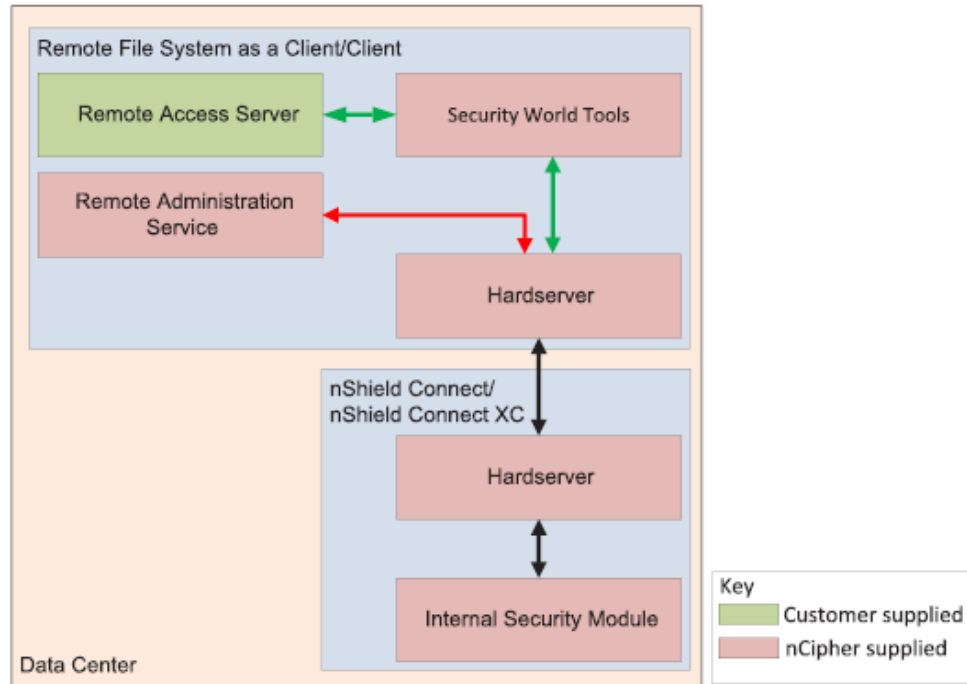 Remote File System as a Client/Client
Remote Access Server
Security World Tools
Remote Administration
Service
Hardserver
nShield Connect/
nShield Connect XC
Hardserver
Internal Security Module
Data Center
Key
Customer supplied
nCipher supplied